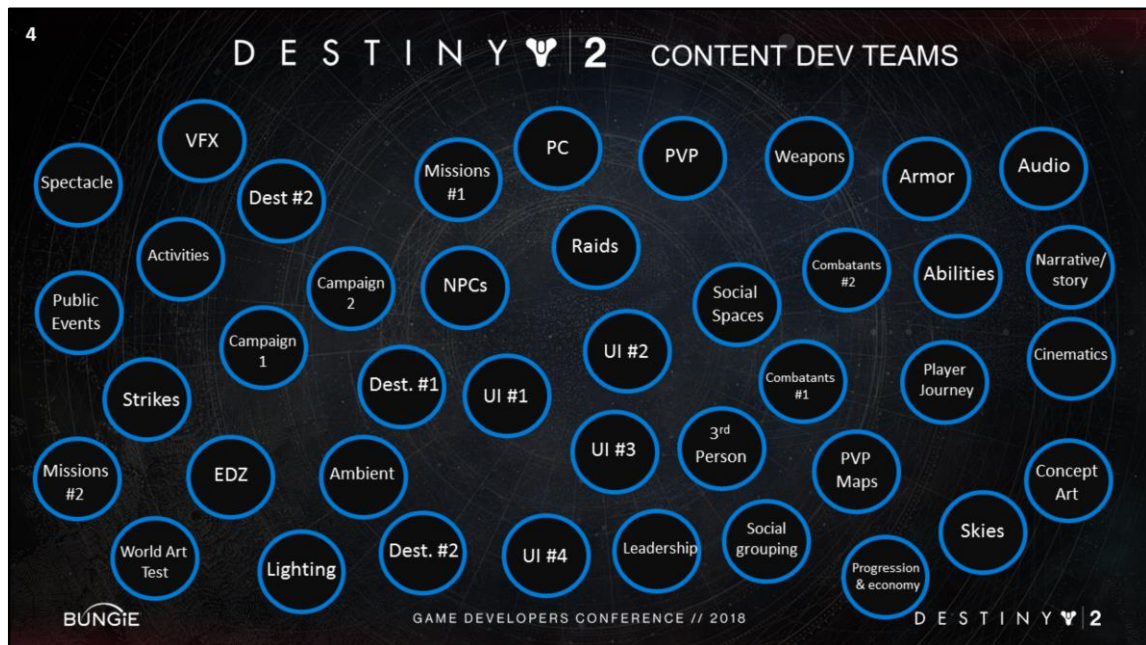 4
DESTINY 2 CONTENT DEV TEAMS
VFX
Spectacle
Dest #2
Missions
#1
PC
PVP
Weapons
Armor
Audio
Activities
Public
Events
Campaign
2
NPCs
Raids
Social
Spaces
Combatants
#2
Abilities
Narrative/
story
Campaign
1
Strikes
Dest. #1
UI #1
UI #2
Combatants
#1
Player
Journey
Cinematics
Missions
#2
EDZ
Ambient
UI #3
3rd
Person
PVP
Maps
Concept
Art
World Art
Test
Lighting
Dest. #2
UI #4
Leadership
Social
grouping
Progression
& economy
Skies
BUNGiE
GAME DEVELOPERS CONFERENCE // 2018
DESTINY 2